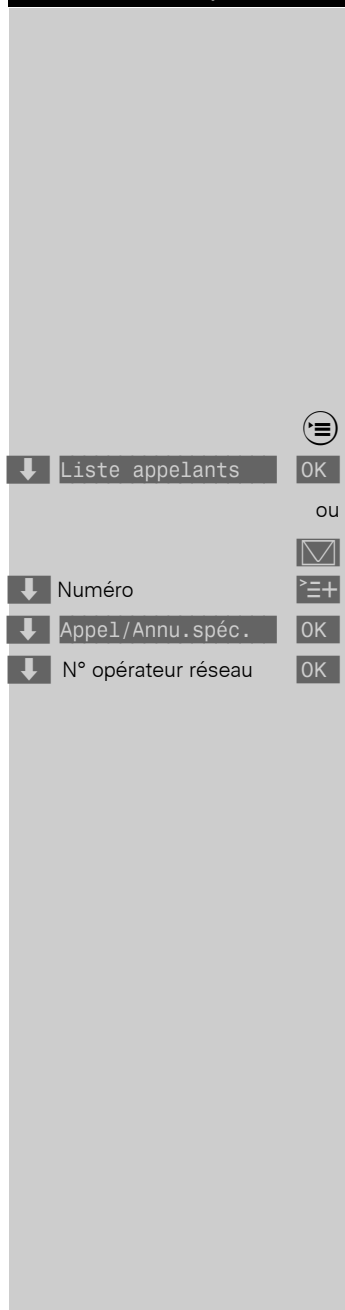 Liste appelants OK
ou
Numéro
Appel/Annu.spéc. OK
N° opérateur réseau OK